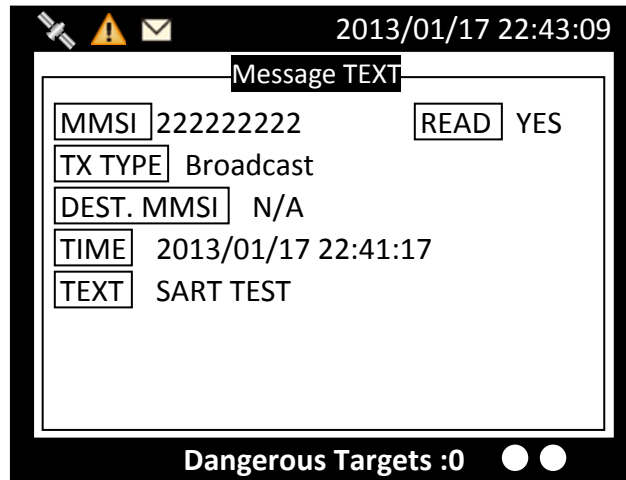 2013/01/17 22:43:09
Message TEXT
MMSI 222222222 READ YES
TX TYPE Broadcast
DEST. MMSI N/A
TIME 2013/01/17 22:41:17
TEXT SART TEST
Dangerous Targets :0